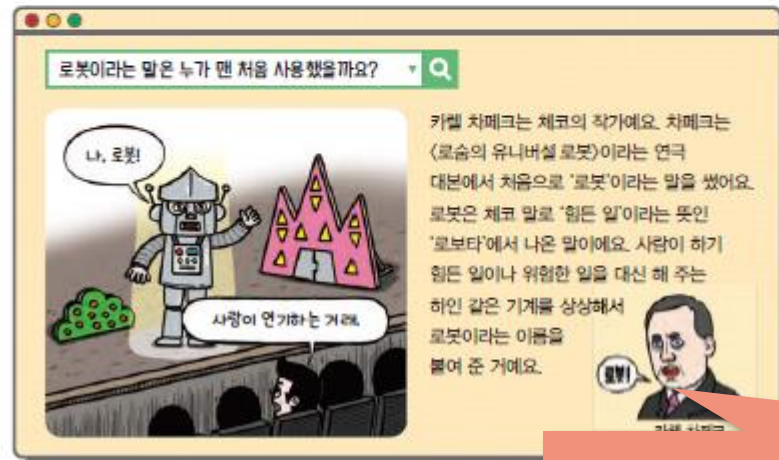 로봇이라는 말은 누가 맨 처음 사용했을까요?
나, 로봇!
사람이 연기하는 거래.
카렐 차페크는 체코의 작가예요. 차페크는
<로숨의 유니버설 로봇>이라는 연극
대본에서 처음으로 '로봇'이라는 말을 썼어요.
로봇은 체코 말로 '힘든 일'이라는 뜻인
'로보타'에서 나온 말이에요. 사람이 하기
힘든 일이나 위험한 일을 대신 해 주는
하인 같은 기계를 상상해서
로봇이라는 이름을
붙여 준 거예요.
로봇!